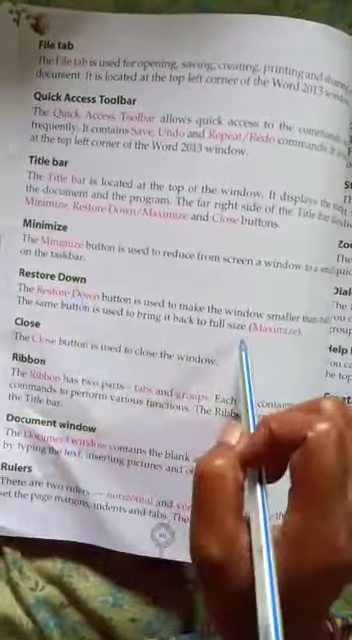 File tab
The File tab is used for opening, saving, creating, printing and sharing
document. It is located at the top left corner of the Word 2013 window.
Quick Access Toolbar
The Quick Access Toolbar allows quick access to the commands
frequently. It contains Save, Undo and Repeat/Redo commands. It
at the top left corner of the Word 2013 window.
Title bar
The Title bar is located at the top of the window. It displays the
the document and the program. The far right side of the Title bar
Minimize, Restore Down/Maximize and Close buttons.
Minimize
The Minimize button is used to reduce from screen a window to a small
on the taskbar.
Restore Down
The Restore Down button is used to make the window smaller than
The same button is used to bring it back to full size (Maximize).
Close
The Close button is used to close the window.
Ribbon
The Ribbon has two parts – tabs and groups. Each
commands to perform various functions. The
the Title bar.
Document window
The Document window contains the blank
by typing the text, inserting pictures and
Rulers
There are two rulers — horizontal and
set the page margins, indents and tabs. The